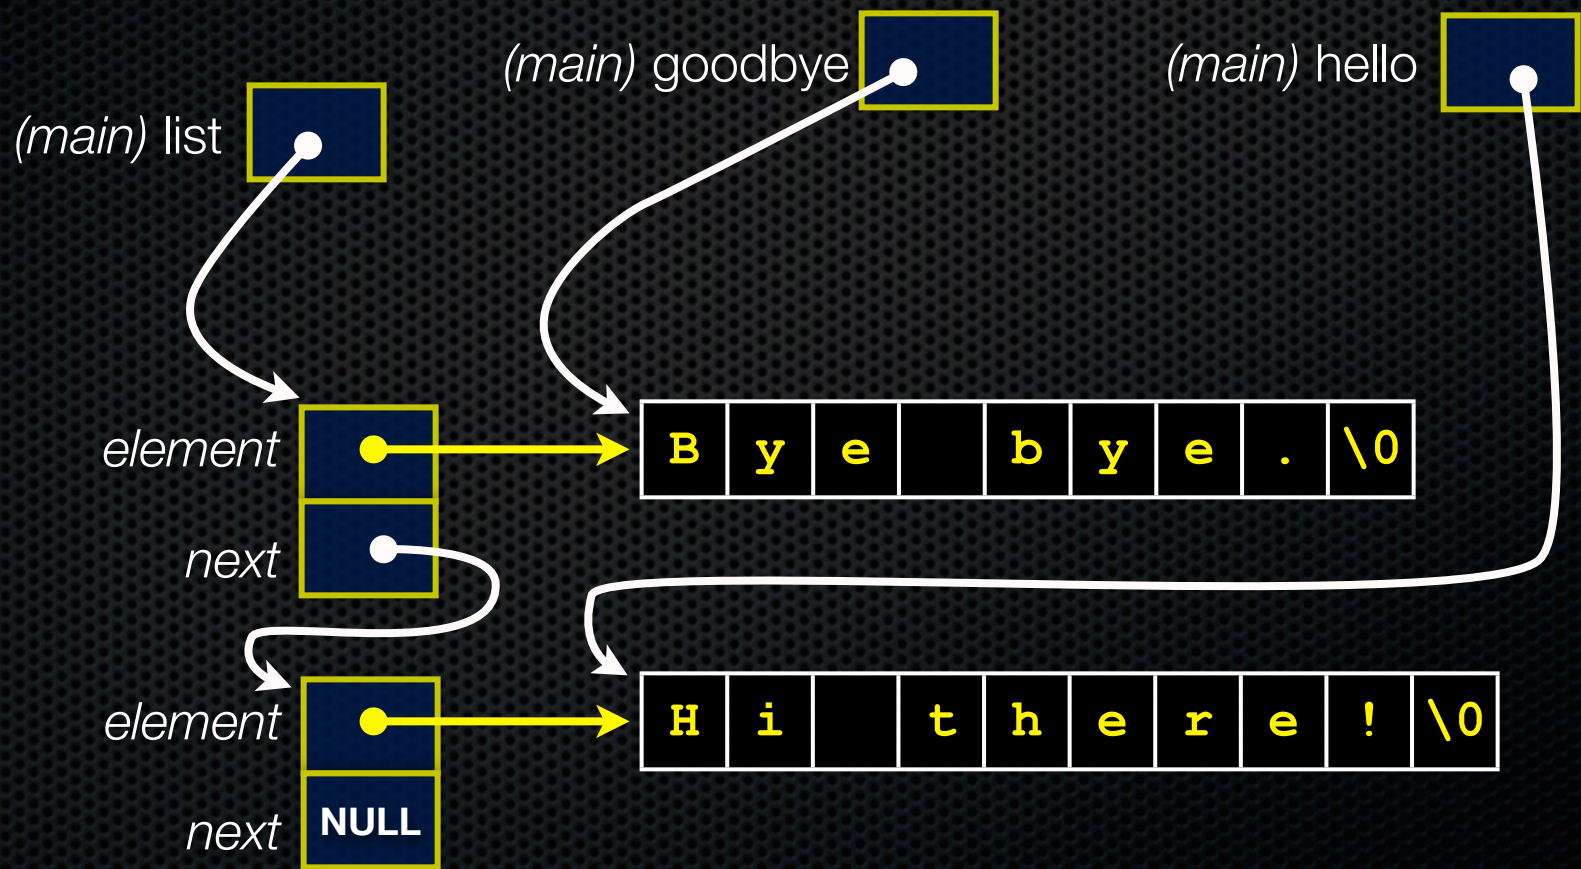 (main) goodbye
(main) hello
(main) list
element
B y e b y e . \0
next
element
H i t h e r e ! \0
next NULL